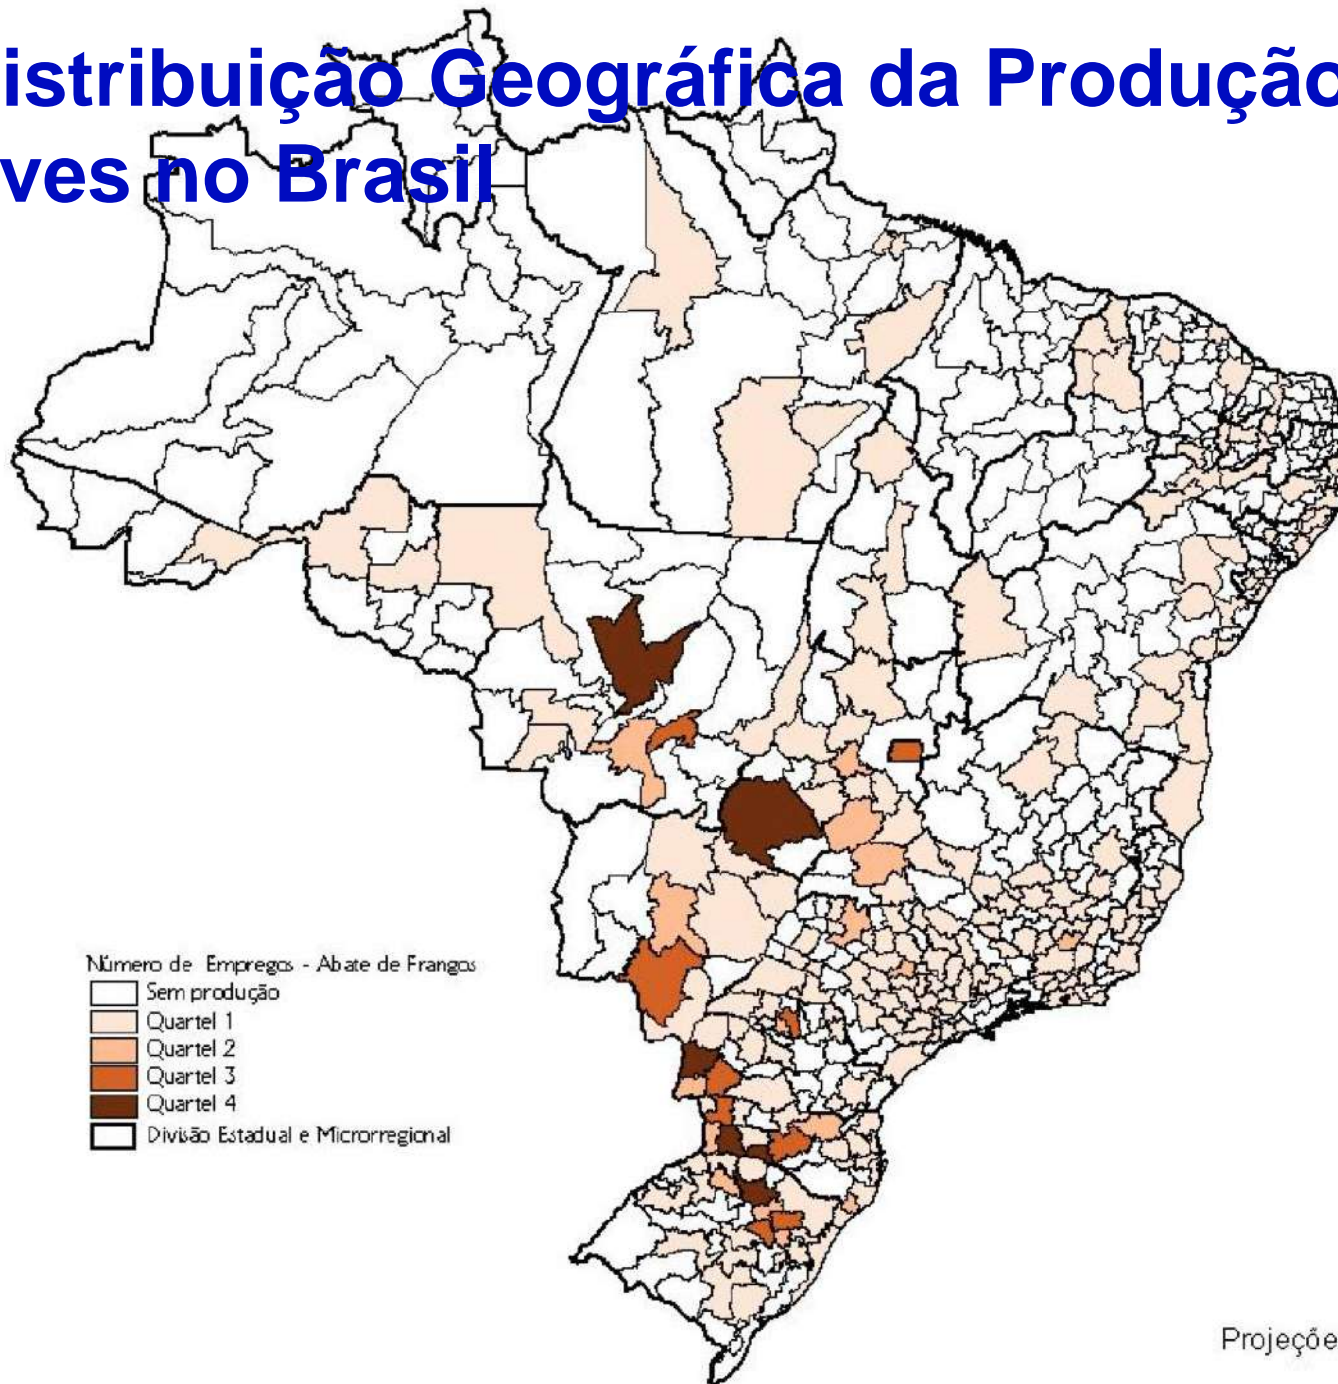 istribuição Geográfica da Produção
ves no Brasil
Número de Empregos - Abate de Frangos
Sem produção
Quartel 1
Quartel 2
Quartel 3
Quartel 4
Divisão Estadual e Microrregional
Projeçõe